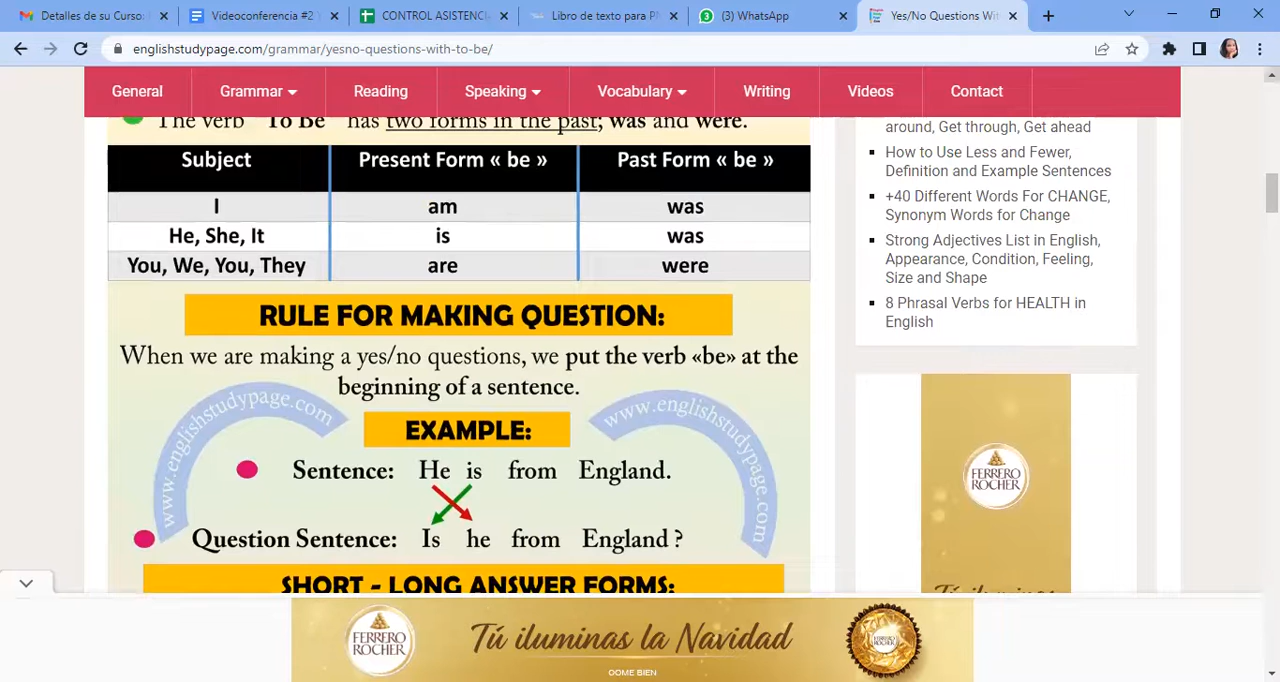 Detalles de su Curso:
Videoconferencia #2
CONTROL ASISTENC
Libro de texto para P
(3) WhatsApp
Yes/No Questions Wit
englishstudypage.com/grammar/yesno-questions-with-to-be/
General
Grammar
Reading
Speaking
Vocabulary
Writing
Videos
Contact
The verb To Be has two forms in the past; was and were.
Subject
Present Form « be »
Past Form « be »
I
am
was
He, She, It
is
was
You, We, You, They
are
were
RULE FOR MAKING QUESTION:
When we are making a yes/no questions, we put the verb «be» at the
beginning of a sentence.
www.englishstudypage.com
www.englishstudypage.com
EXAMPLE:
Sentence: He is from England.
Question Sentence: Is he from England ?
SHORT - LONG ANSWER FORMS:
around, Get through, Get ahead
How to Use Less and Fewer,
Definition and Example Sentences
+40 Different Words For CHANGE,
Synonym Words for Change
Strong Adjectives List in English,
Appearance, Condition, Feeling,
Size and Shape
8 Phrasal Verbs for HEALTH in
English
FERRERO
ROCHER
Tú iluminas
FERRERO
ROCHER
Tú iluminas la Navidad
COME BIEN